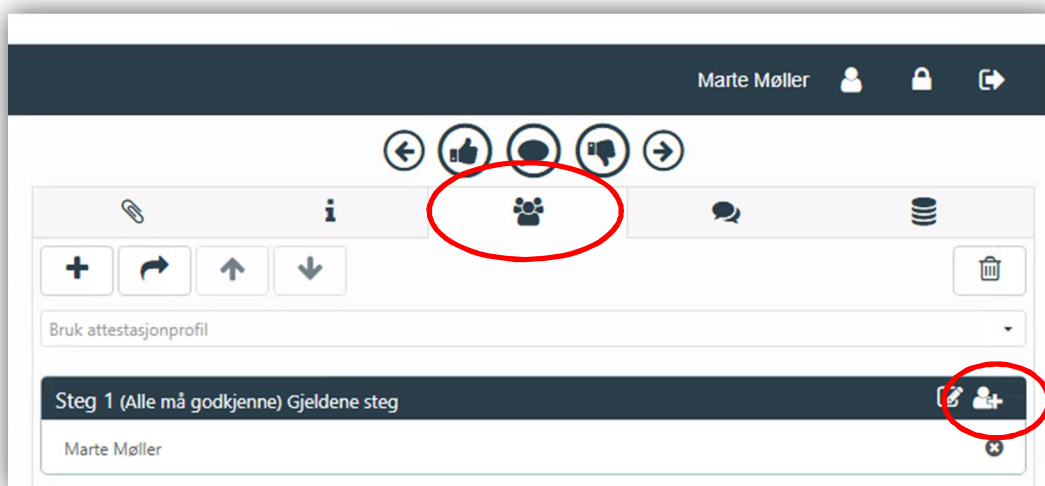 Marte Møller
Bruk attestasjonprofil
Steg 1 (Alle må godkjenne) Gjeldene steg
Marte Møller